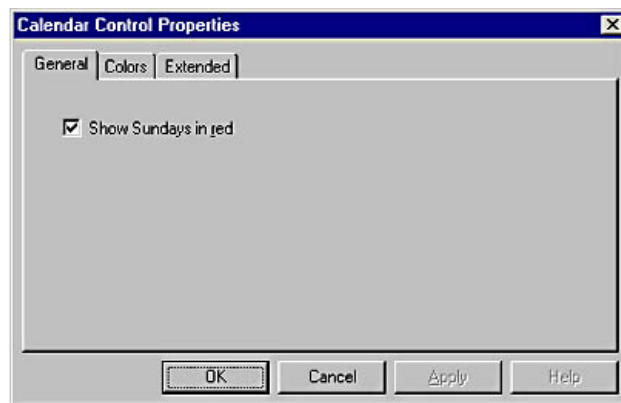 Calendar Control Properties
General Colors Extended
Show Sundays in red
OK Cancel Apply Help